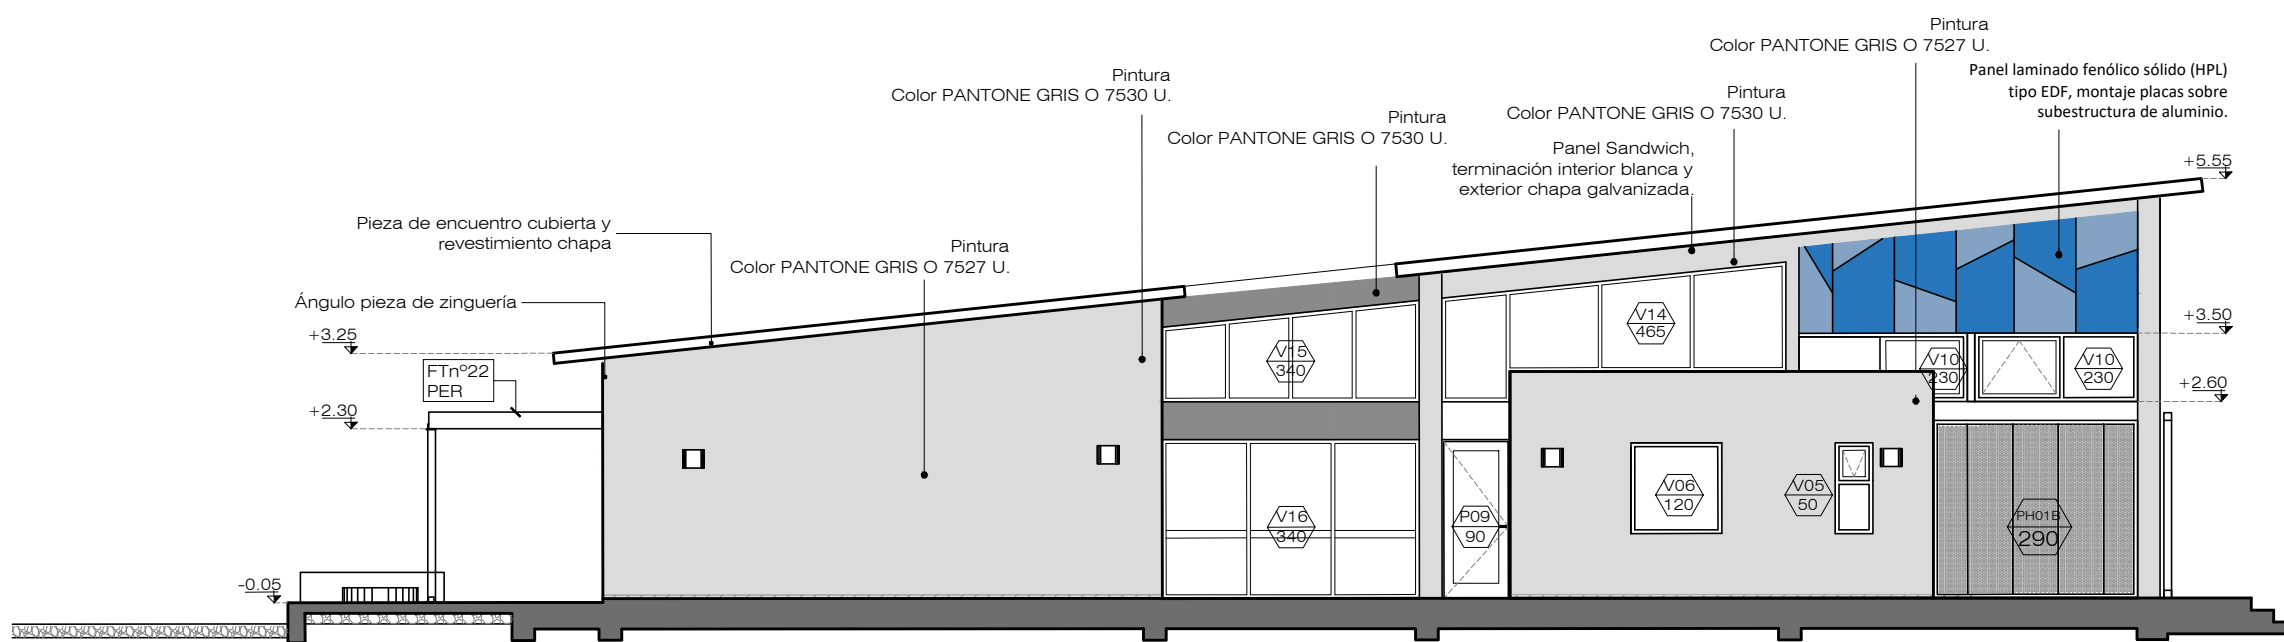 Pintura
Color PANTONE GRIS O 7527 U.
Panel laminado fenólico sólido (HPL)
tipo EDF, montaje placas sobre
subestructura de aluminio.
Pintura
Color PANTONE GRIS O 7530 U.
Pintura
Color PANTONE GRIS O 7530 U.
Pintura
Color PANTONE GRIS O 7530 U.
Panel Sandwich,
terminación interior blanca y
exterior chapa galvanizada.
+5.55
Pieza de encuentro cubierta y
revestimiento chapa
Pintura
Color PANTONE GRIS O 7527 U.
Ángulo pieza de zinguería
+3.25
+3.50
V14
465
V15
340
V10
230
V10
230
FTnº22
PER
+2.60
+2.30
V06
120
V05
50
V16
340
P09
90
PH01B
290
-0.05